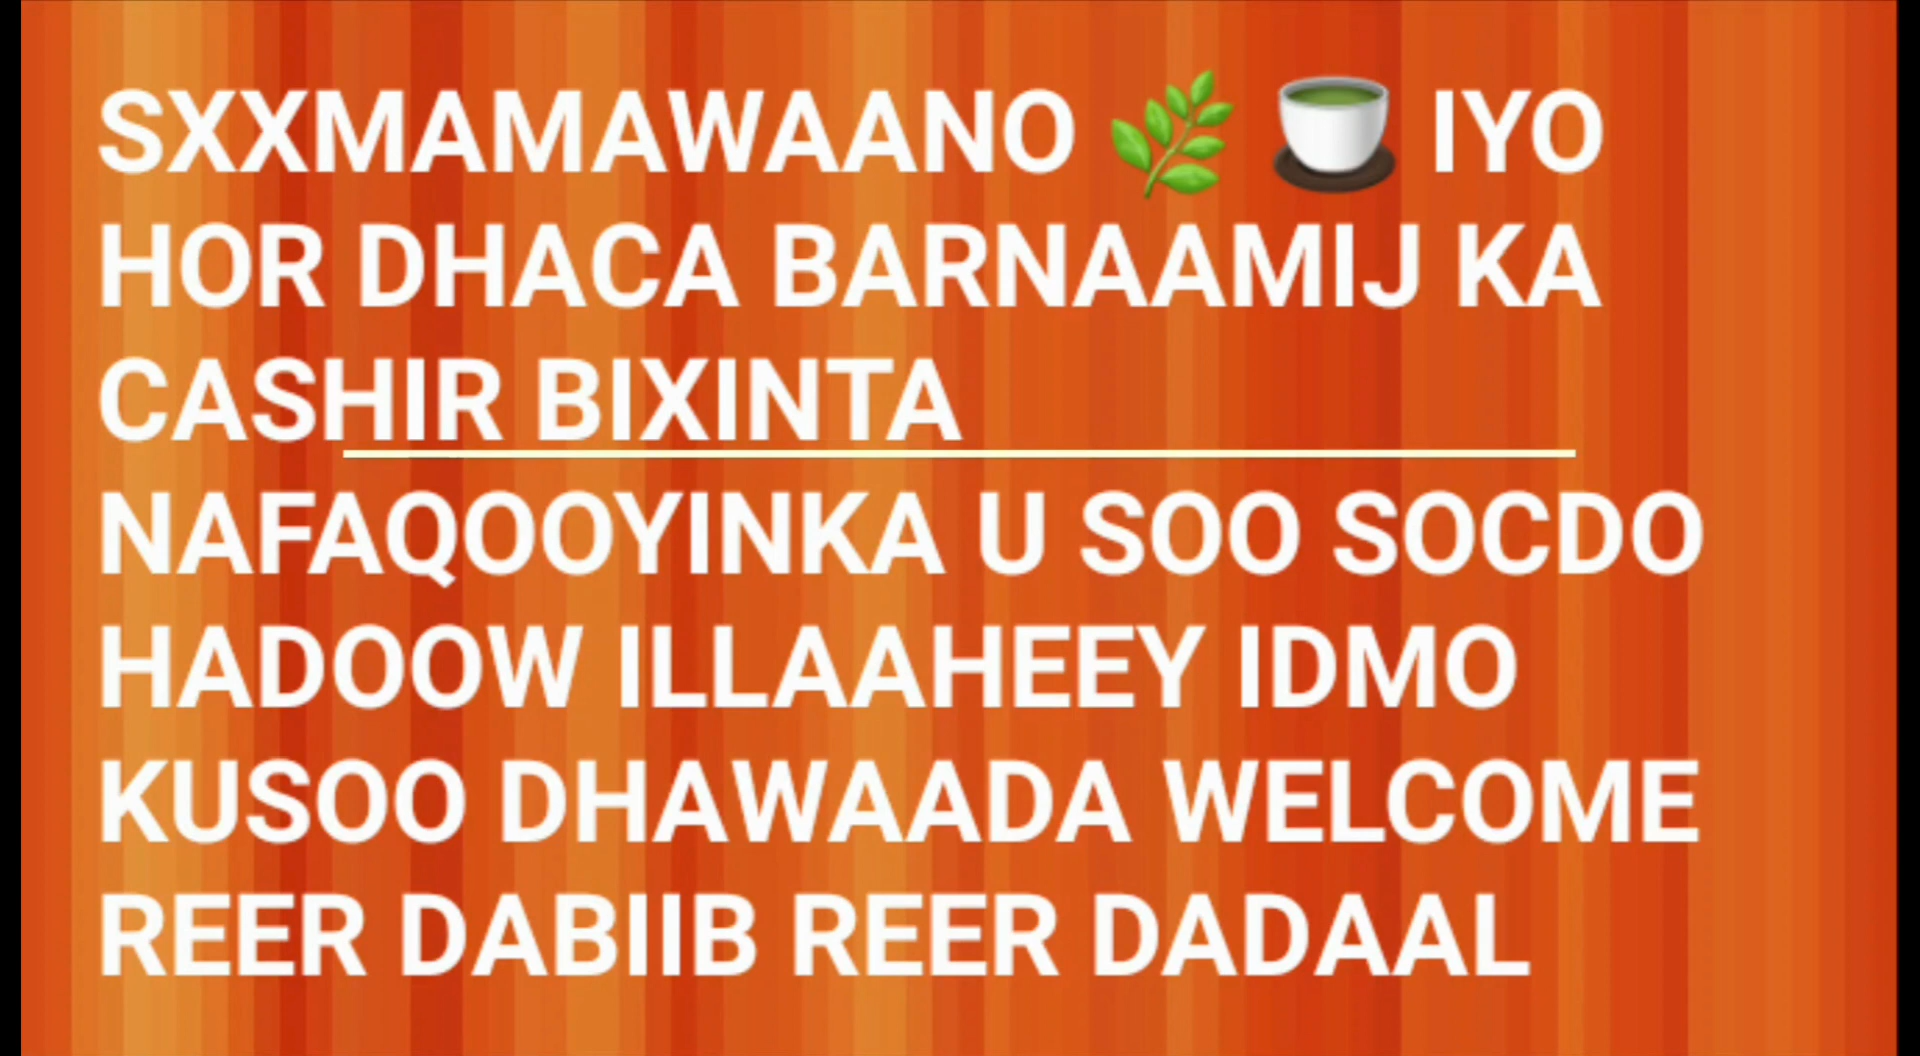 SXXMAMAWAANO 🌿 🍵 IYO
HOR DHACA BARNAAMIJ KA
CASHIR BIXINTA
NAFAQOOYINKA U SOO SOCDO
HADOOW ILLAAHEEY IDMO
KUSOO DHAWAADA WELCOME
REER DABIIB REER DADAAL